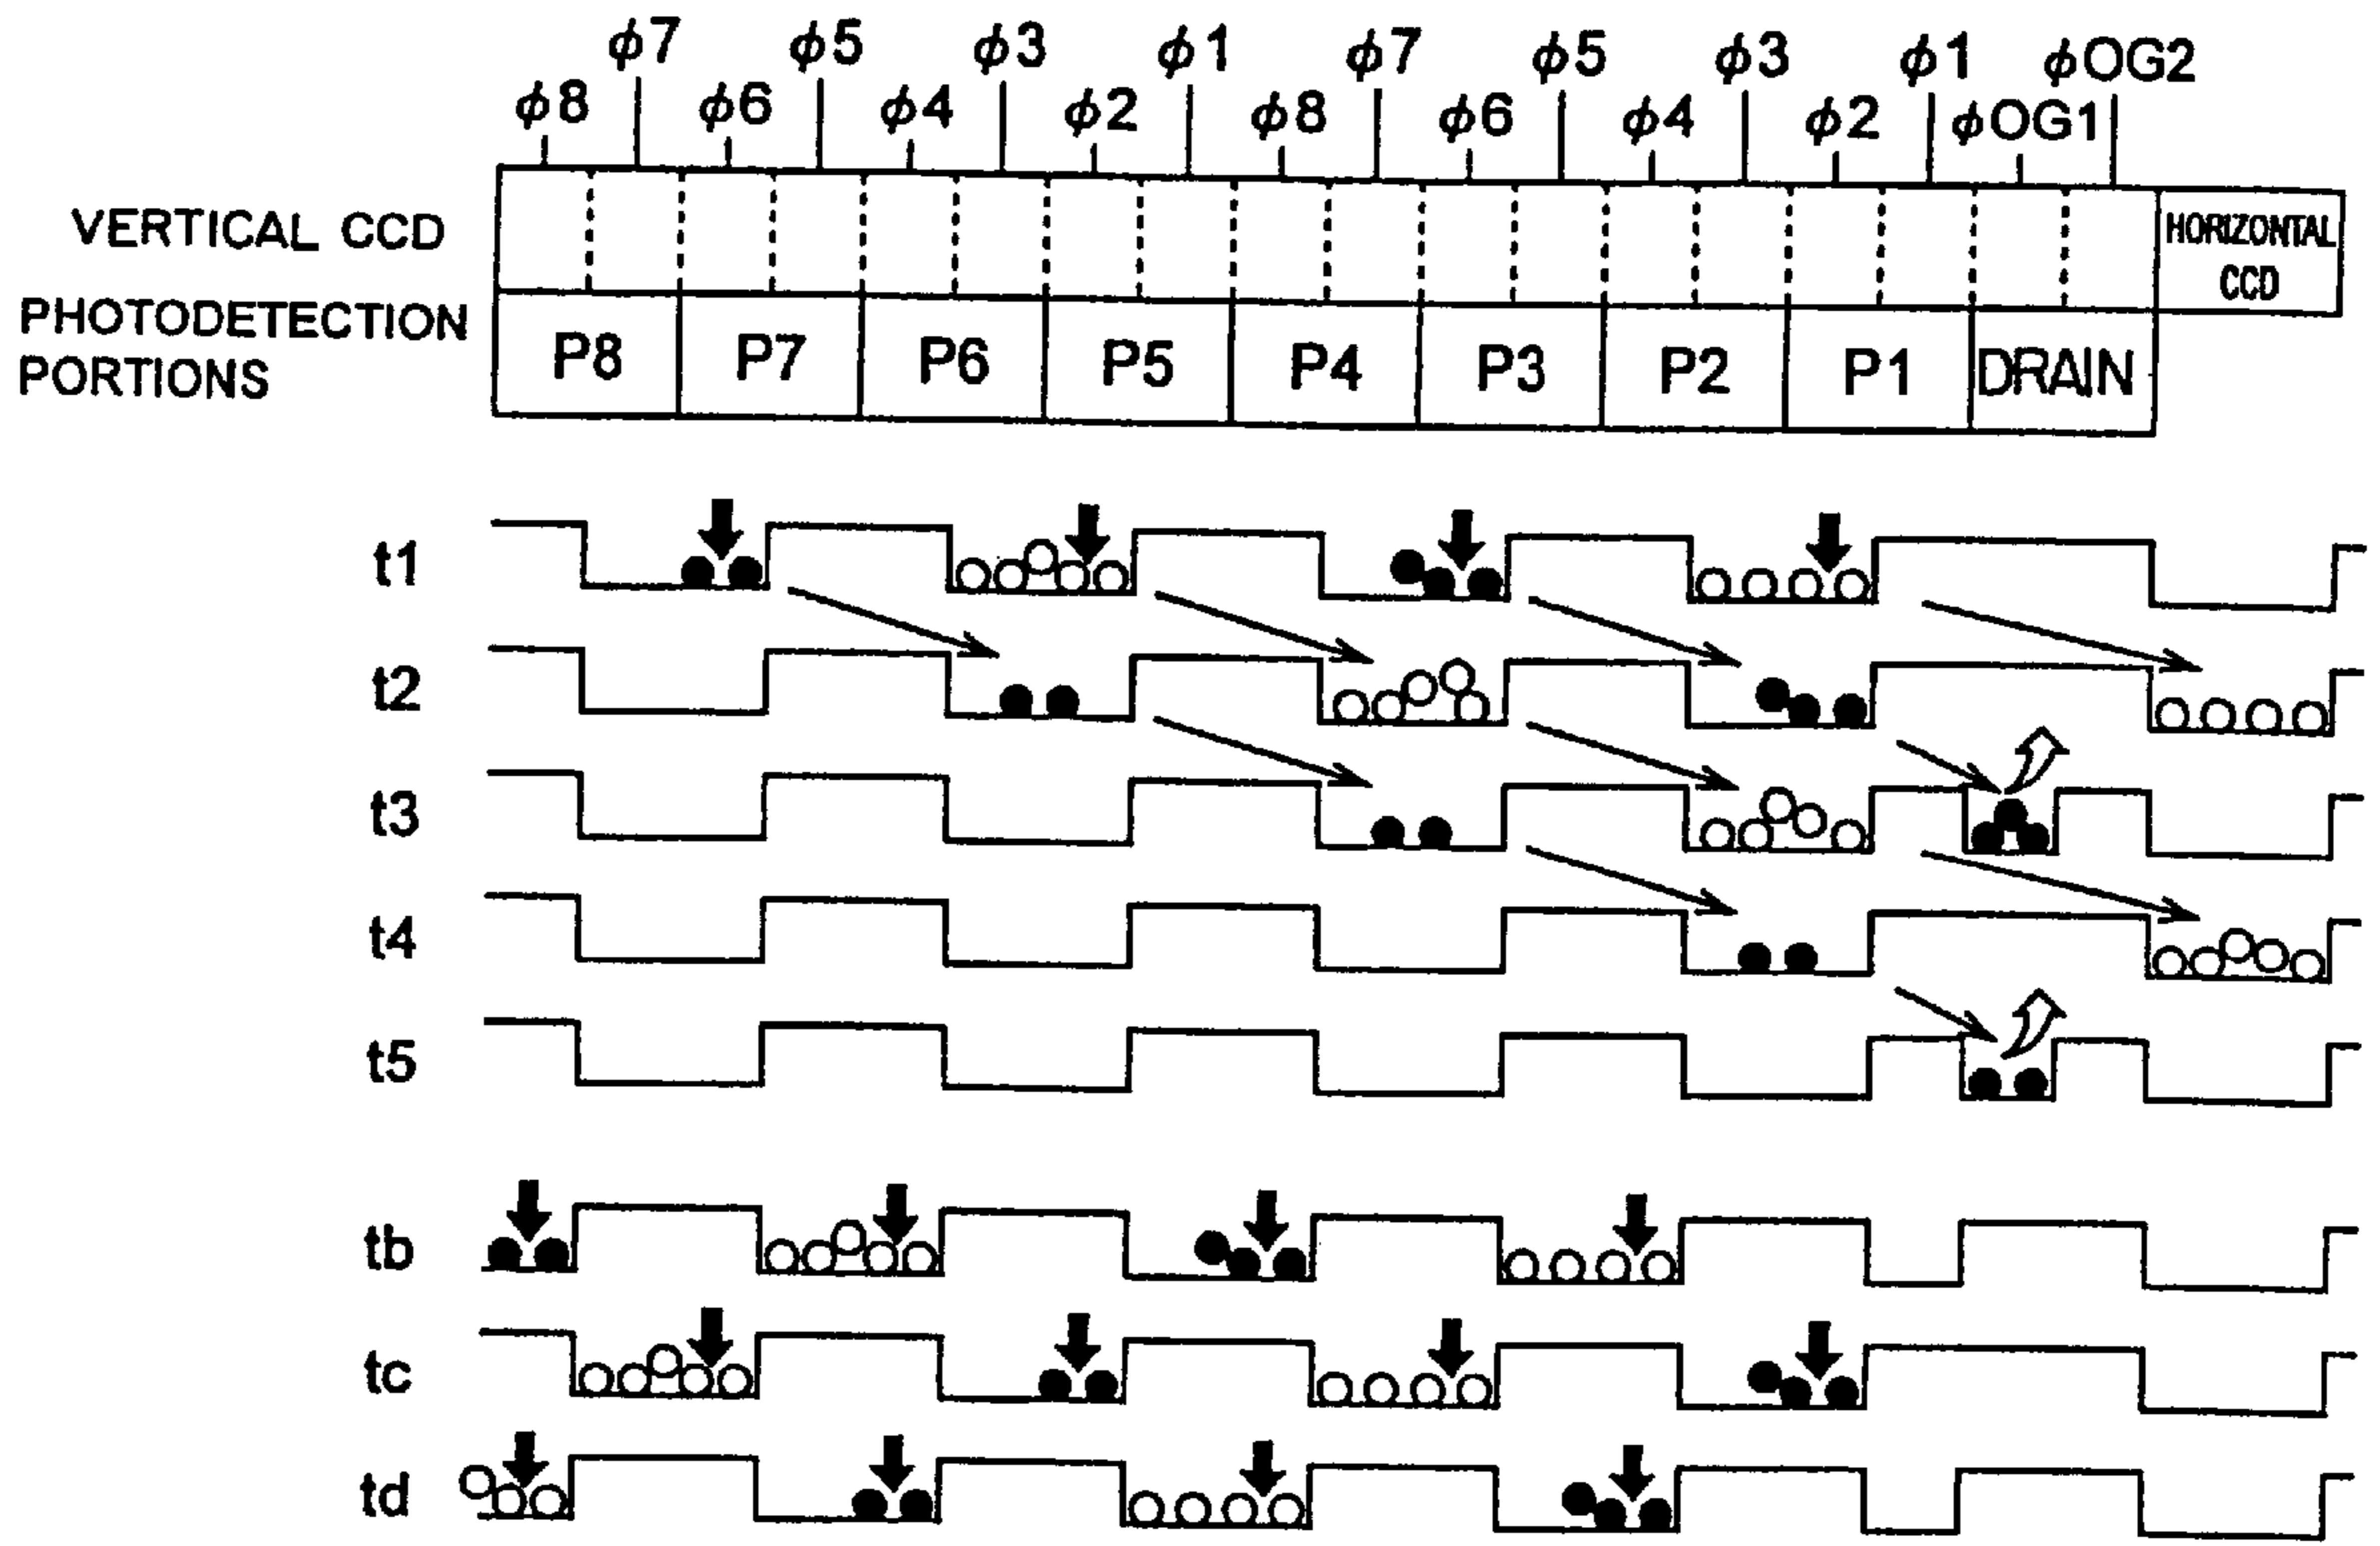 ϕ7 ϕ5 ϕ3 ϕ1 ϕ7 ϕ5 ϕ3 ϕ1 ϕOG2
ϕ8 ϕ6 ϕ4 ϕ2 ϕ8 ϕ6 ϕ4 ϕ2 ϕOG1
VERTICAL CCD
HORIZONTAL
CCD
PHOTODETECTION
PORTIONS
P8 P7 P6 P5 P4 P3 P2 P1 DRAIN
t1
t2
t3
t4
t5
tb
tc
td